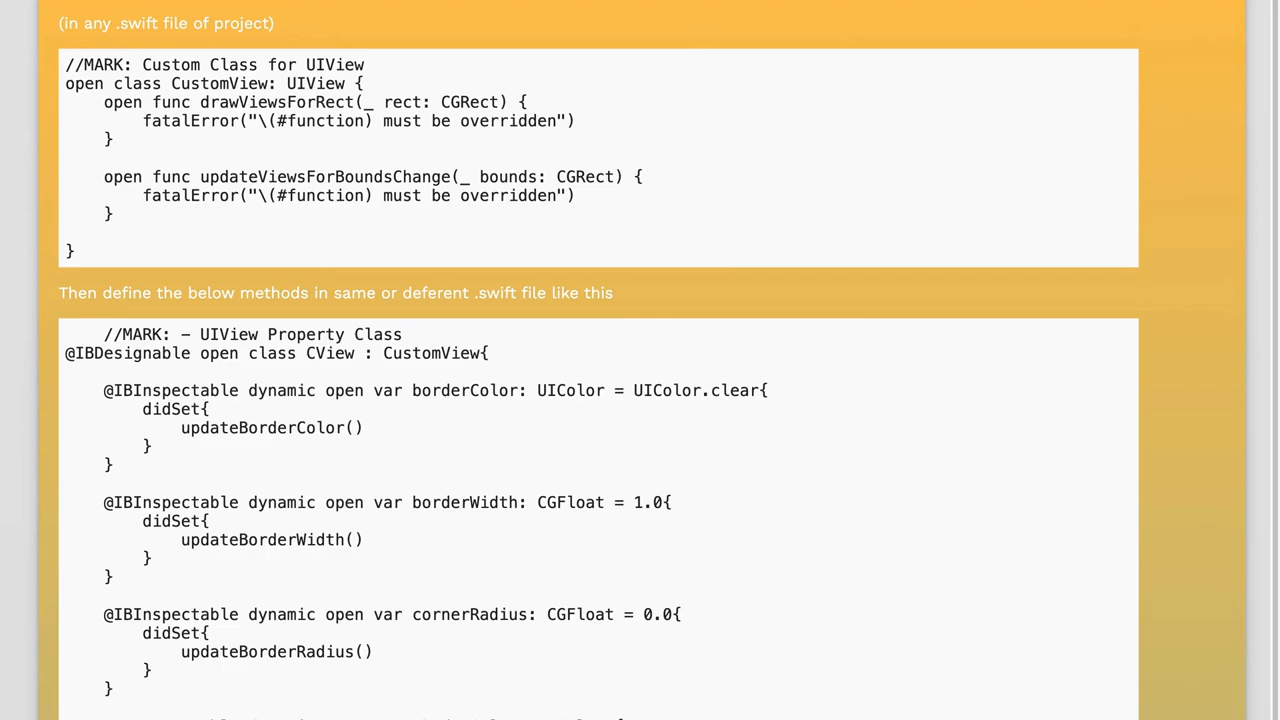 (in any .swift file of project)
//MARK: Custom Class for UIView
open class CustomView: UIView {
    open func drawViewsForRect(_ rect: CGRect) {
        fatalError("\(#function) must be overridden")
    }
    open func updateViewsForBoundsChange(_ bounds: CGRect) {
        fatalError("\(#function) must be overridden")
    }
}
Then define the below methods in same or deferent .swift file like this
    //MARK: – UIView Property Class
@IBDesignable open class CView : CustomView{
    @IBInspectable dynamic open var borderColor: UIColor = UIColor.clear{
        didSet{
            updateBorderColor()
        }
    }
    @IBInspectable dynamic open var borderWidth: CGFloat = 1.0{
        didSet{
            updateBorderWidth()
        }
    }
    @IBInspectable dynamic open var cornerRadius: CGFloat = 0.0{
        didSet{
            updateBorderRadius()
        }
    }